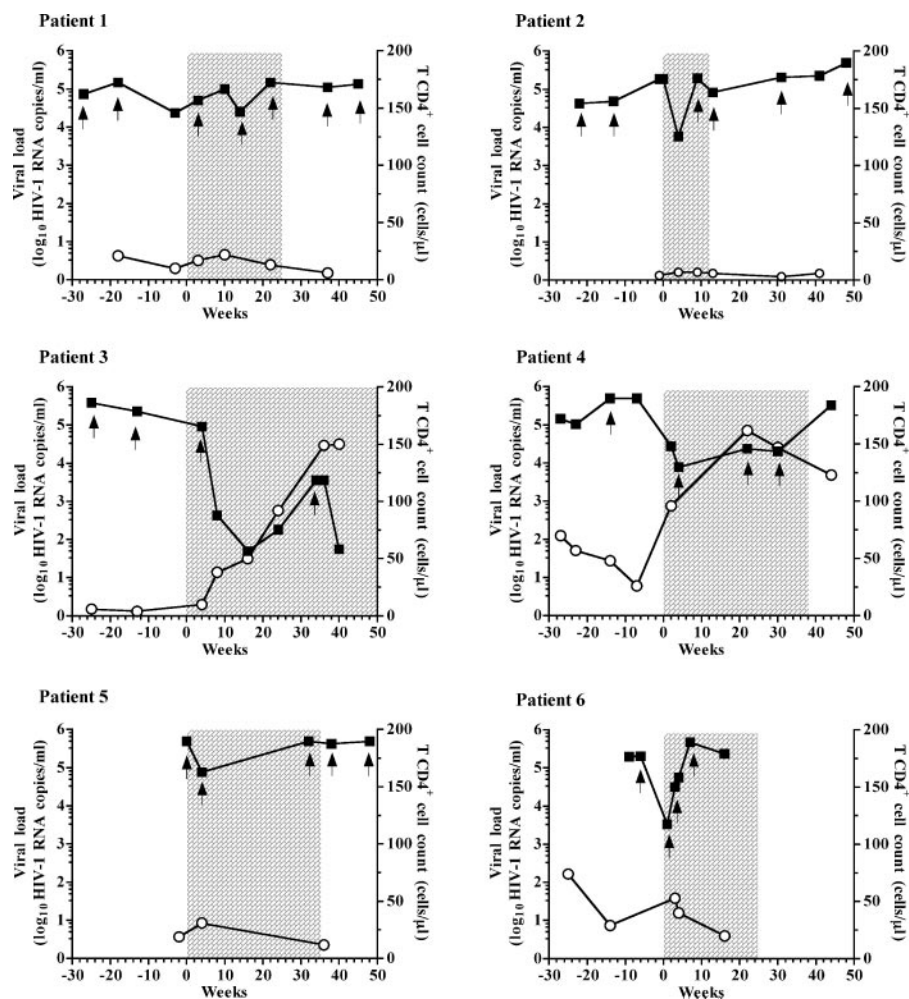 Patient 1
Viral load
(log10 HIV-1 RNA copies/ml)
6
5
4
3
2
1
0
200
150
100
50
0
T CD4+
cell count (cells/µl)
-30 -20 -10 0 10 20 30 40 50
Weeks
Patient 2
Viral load
(log10 HIV-1 RNA copies/ml)
6
5
4
3
2
1
0
200
150
100
50
0
T CD4+
cell count (cells/µl)
-30 -20 -10 0 10 20 30 40 50
Weeks
Patient 3
Viral load
(log10 HIV-1 RNA copies/ml)
6
5
4
3
2
1
0
200
150
100
50
0
T CD4+
cell count (cells/µl)
-30 -20 -10 0 10 20 30 40 50
Weeks
Patient 4
Viral load
(log10 HIV-1 RNA copies/ml)
6
5
4
3
2
1
0
200
150
100
50
0
T CD4+
cell count (cells/µl)
-30 -20 -10 0 10 20 30 40 50
Weeks
Patient 5
Viral load
(log10 HIV-1 RNA copies/ml)
6
5
4
3
2
1
0
200
150
100
50
0
T CD4+
cell count (cells/µl)
-30 -20 -10 0 10 20 30 40 50
Weeks
Patient 6
Viral load
(log10 HIV-1 RNA copies/ml)
6
5
4
3
2
1
0
200
150
100
50
0
T CD4+
cell count (cells/µl)
-30 -20 -10 0 10 20 30 40 50
Weeks